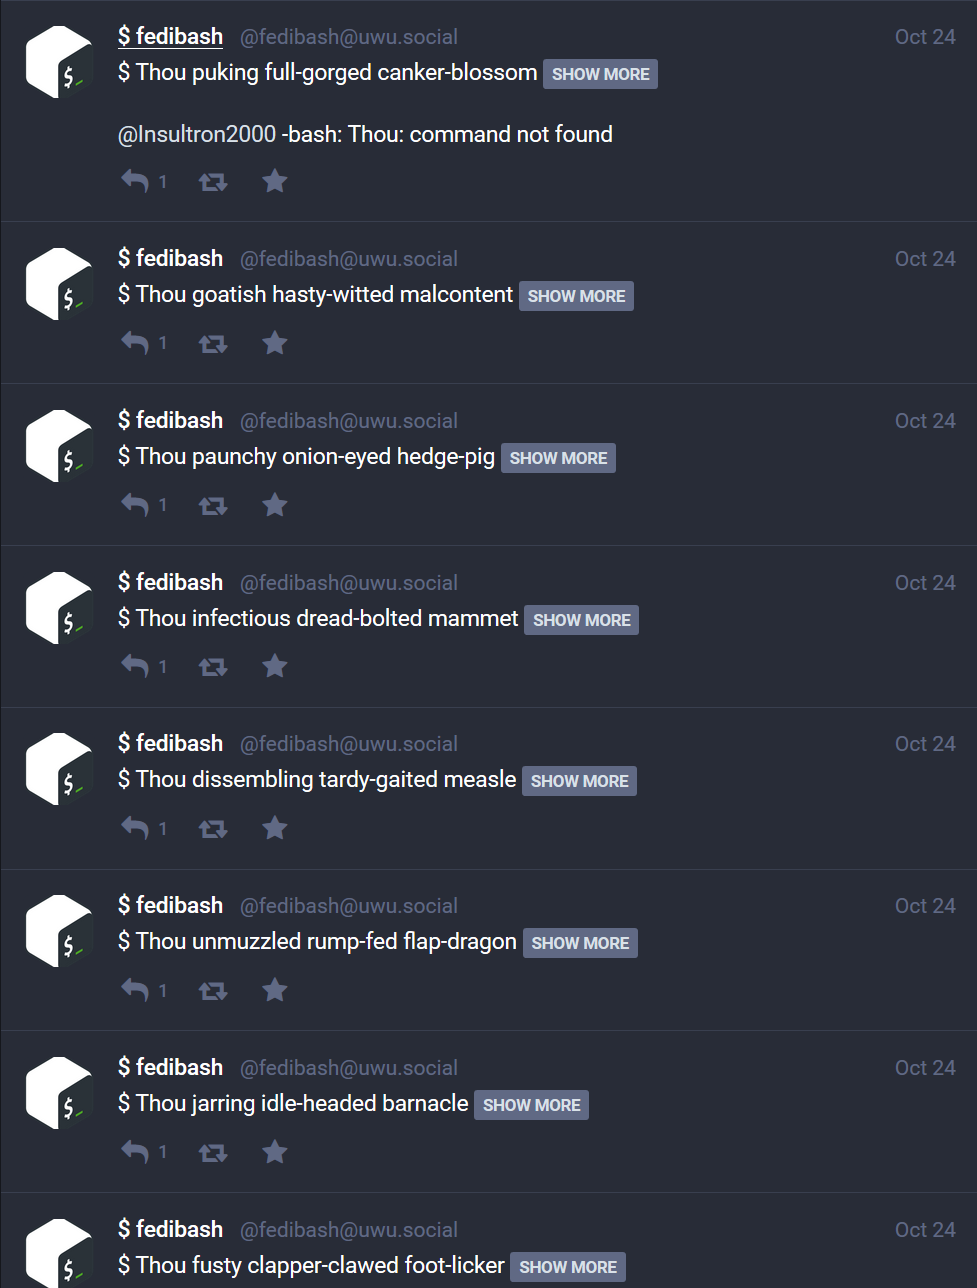 $ fedibash @fedibash@uwu.social Oct 24
$ Thou puking full-gorged canker-blossom SHOW MORE
@Insultron2000 -bash: Thou: command not found
1
$ fedibash @fedibash@uwu.social Oct 24
$ Thou goatish hasty-witted malcontent SHOW MORE
1
$ fedibash @fedibash@uwu.social Oct 24
$ Thou paunchy onion-eyed hedge-pig SHOW MORE
1
$ fedibash @fedibash@uwu.social Oct 24
$ Thou infectious dread-bolted mammet SHOW MORE
1
$ fedibash @fedibash@uwu.social Oct 24
$ Thou dissembling tardy-gaited measle SHOW MORE
1
$ fedibash @fedibash@uwu.social Oct 24
$ Thou unmuzzled rump-fed flap-dragon SHOW MORE
1
$ fedibash @fedibash@uwu.social Oct 24
$ Thou jarring idle-headed barnacle SHOW MORE
1
$ fedibash @fedibash@uwu.social Oct 24
$ Thou fusty clapper-clawed foot-licker SHOW MORE